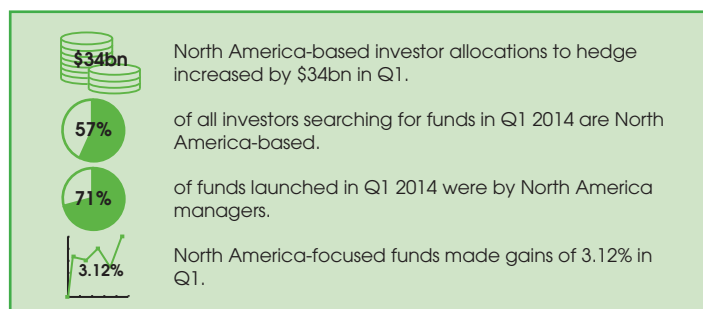 $34bn
North America-based investor allocations to hedge
increased by $34bn in Q1.
57%
of all investors searching for funds in Q1 2014 are North
America-based.
71%
of funds launched in Q1 2014 were by North America
managers.
3.12%
North America-focused funds made gains of 3.12% in
Q1.